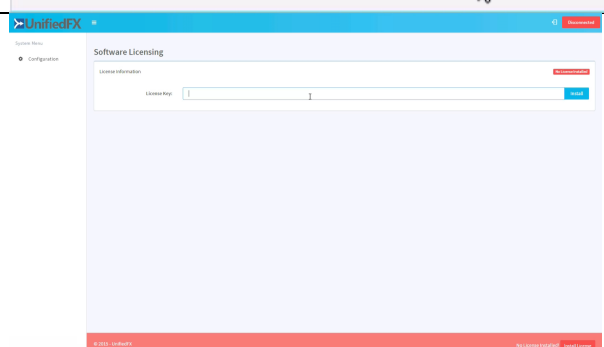 UnifiedFX
Disconnected
System Menu
Configuration
Software Licensing
License Information
No License Installed
License Key:
Install
© 2015 - UnifiedFX
No License Installed!
Install License